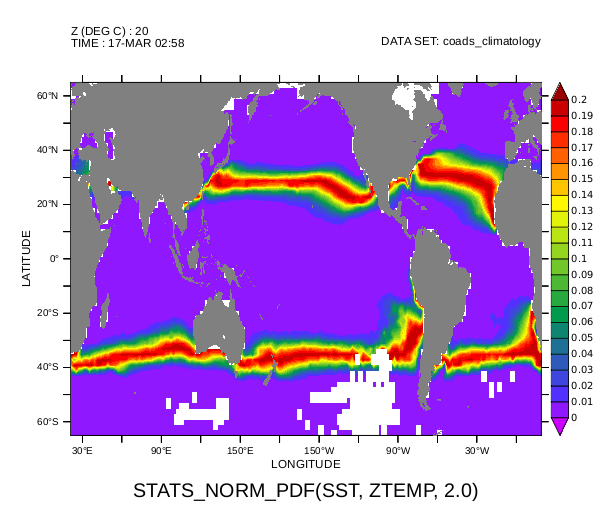 Z (DEG C) : 20
TIME : 17-MAR 02:58
DATA SET: coads_climatology
60°N
40°N
20°N
0°
20°S
40°S
60°S
LATITUDE
30°E
90°E
150°E
150°W
90°W
30°W
LONGITUDE
0.2
0.19
0.18
0.17
0.16
0.15
0.14
0.13
0.12
0.11
0.1
0.09
0.08
0.07
0.06
0.05
0.04
0.03
0.02
0.01
0
STATS_NORM_PDF(SST, ZTEMP, 2.0)